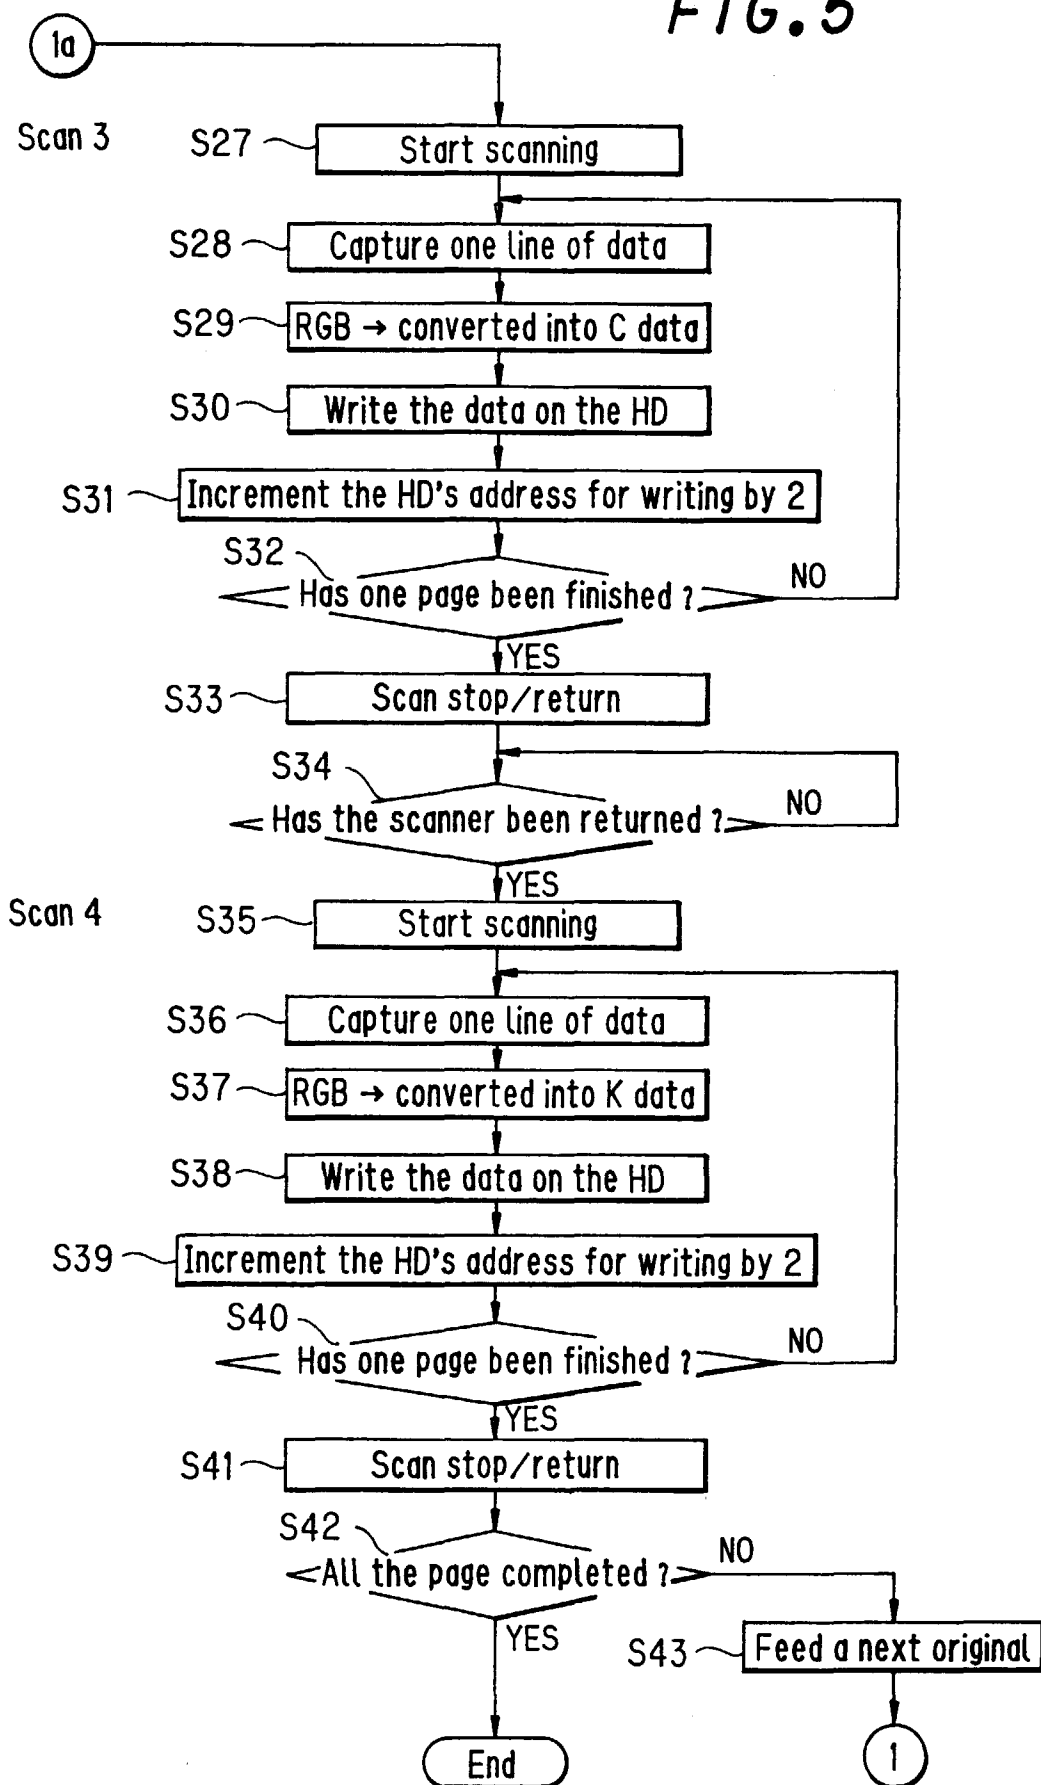 FIG.5
1a
Scan 3
S27
Start scanning
S28
Capture one line of data
S29
RGB → converted into C data
S30
Write the data on the HD
S31
Increment the HD's address for writing by 2
S32
Has one page been finished ?
NO
YES
S33
Scan stop/return
S34
Has the scanner been returned ?
NO
YES
Scan 4
S35
Start scanning
S36
Capture one line of data
S37
RGB → converted into K data
S38
Write the data on the HD
S39
Increment the HD's address for writing by 2
S40
Has one page been finished ?
NO
YES
S41
Scan stop/return
S42
All the page completed ?
NO
YES
S43
Feed a next original
End
1